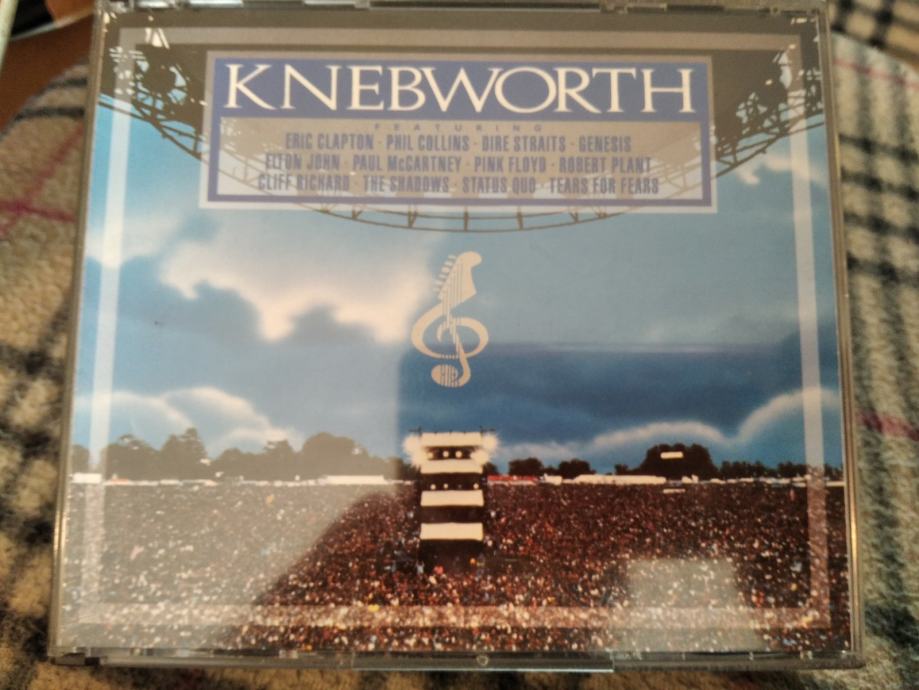 KNEBWORTH
FEATURING
ERIC CLAPTON · PHIL COLLINS · DIRE STRAITS · GENESIS
ELTON JOHN · PAUL McCARTNEY · PINK FLOYD · ROBERT PLANT
CLIFF RICHARD · THE SHADOWS · STATUS QUO · TEARS FOR FEARS